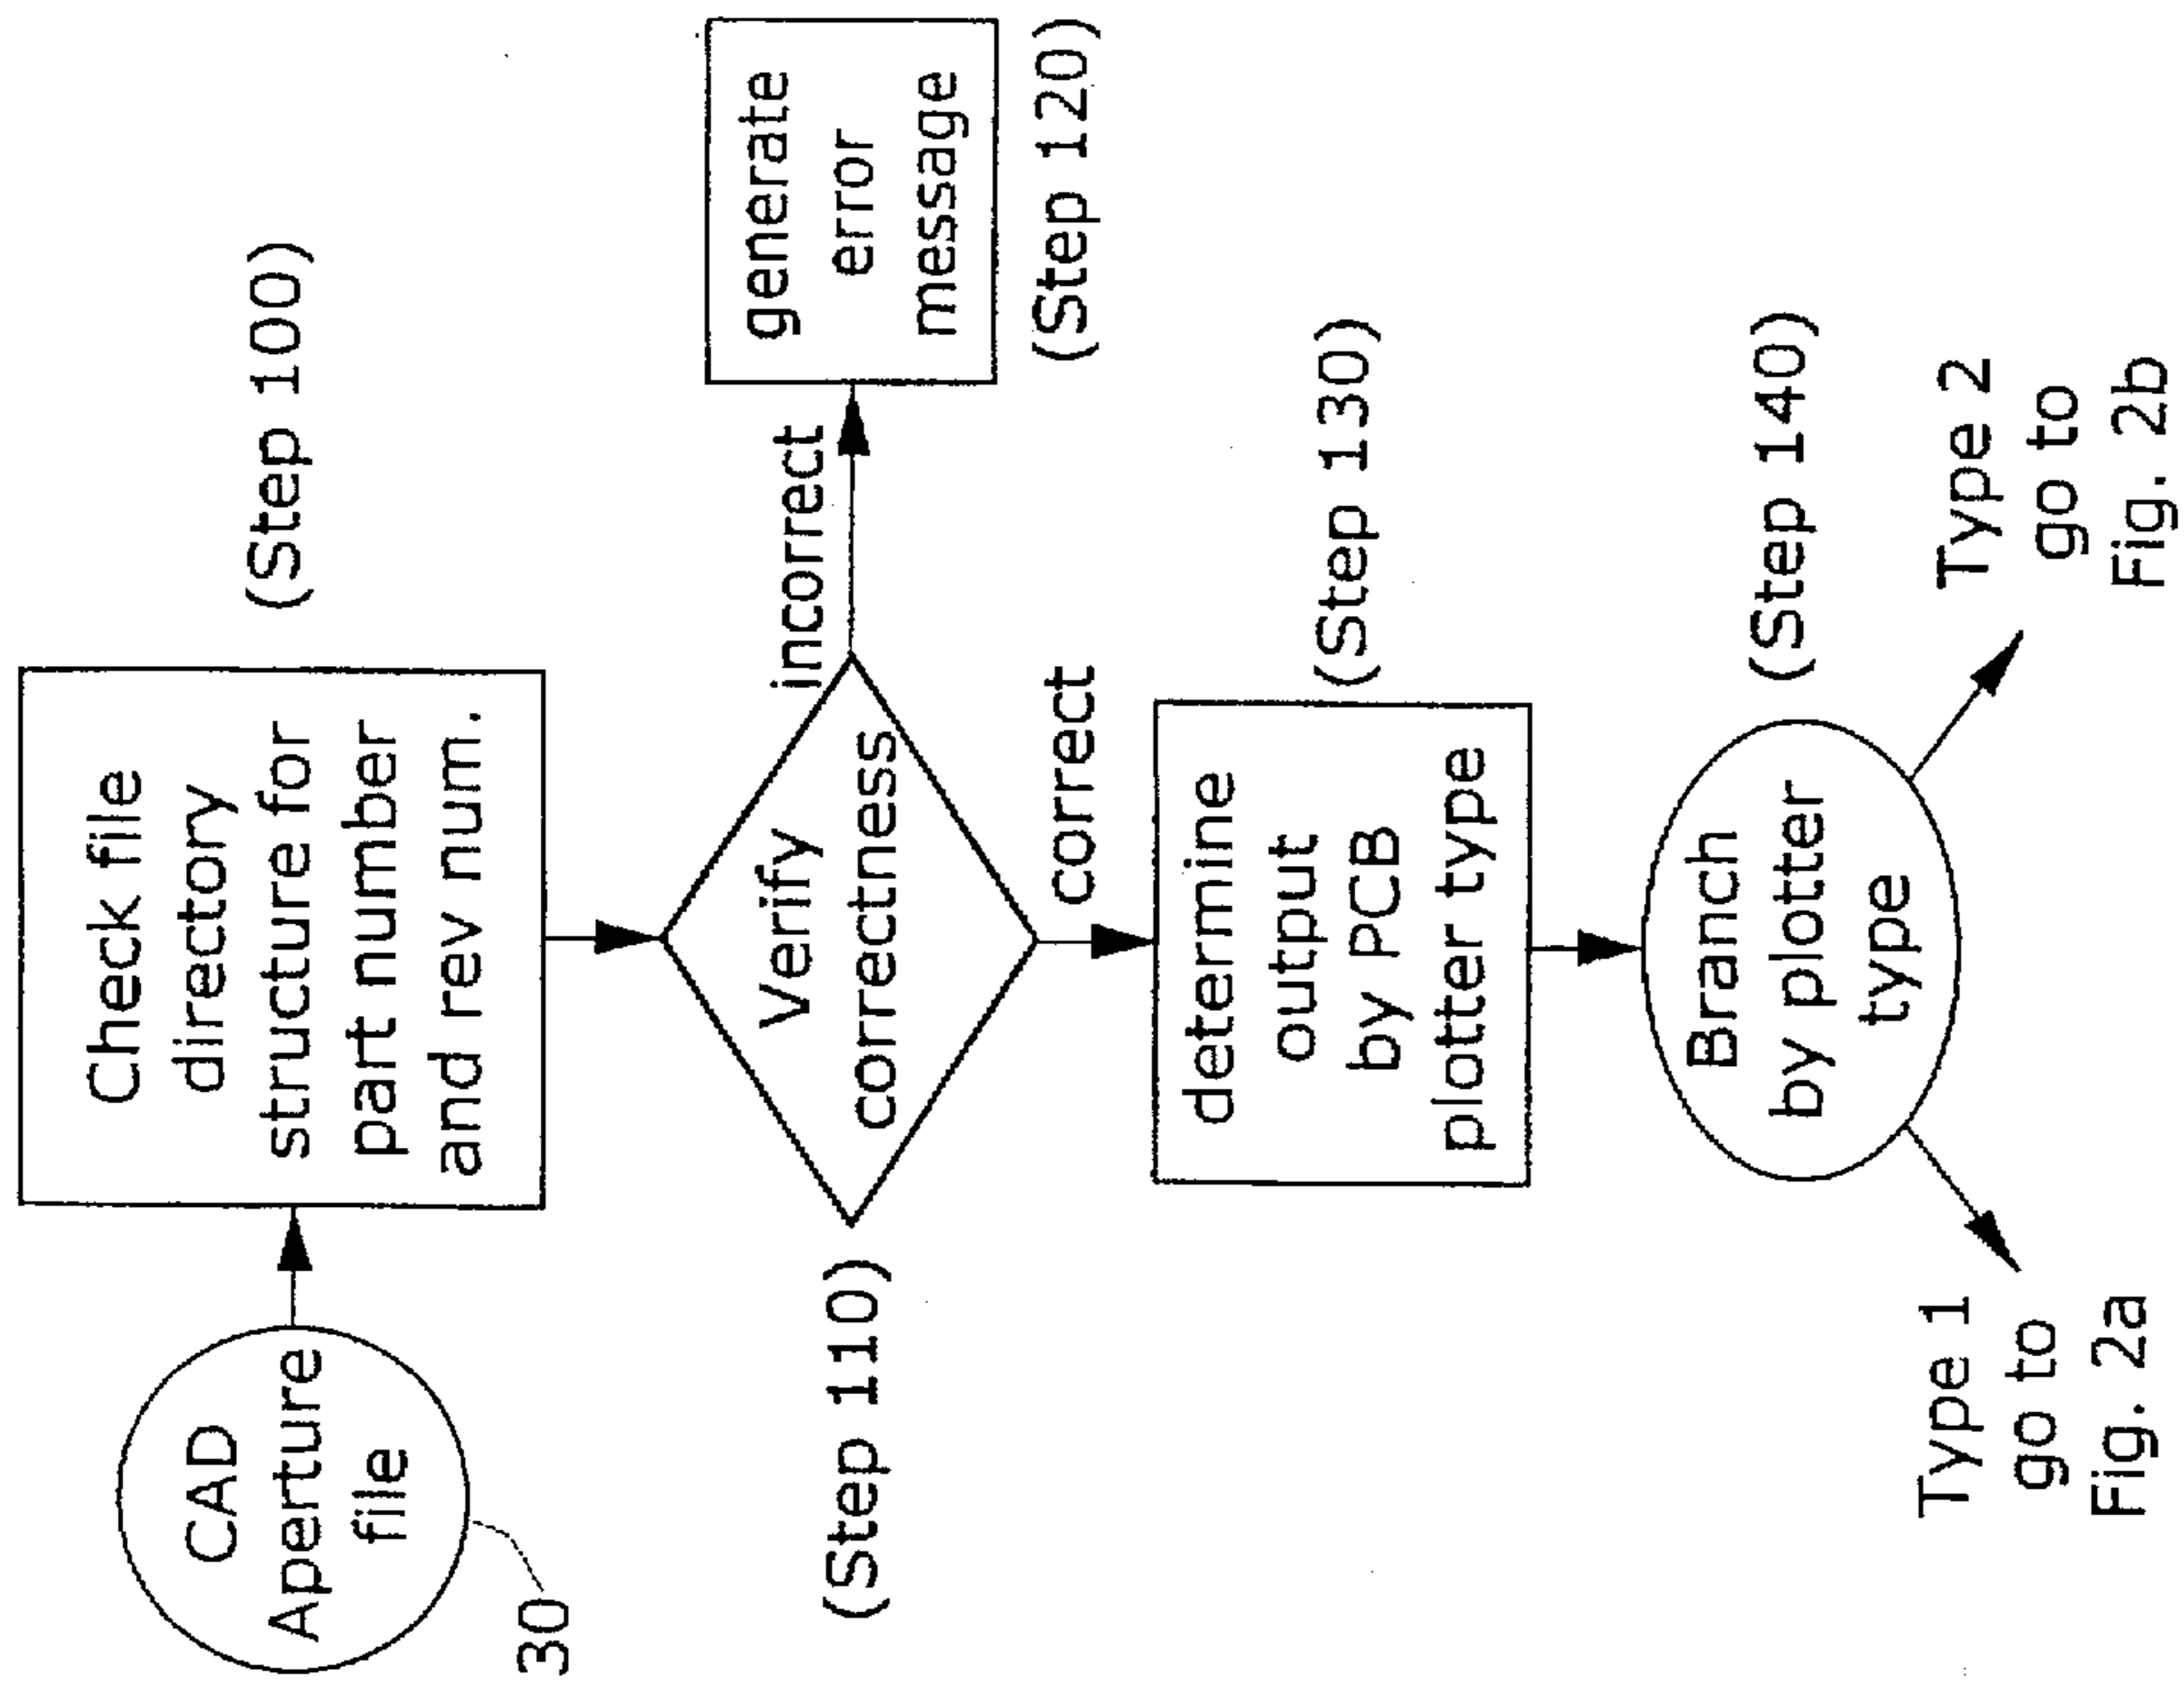 CAD
Aperture
file
30
Check file
directory
structure for
part number
and rev num.
(Step 100)
(Step 110)
Verify
correctness
incorrect
generate
error
message
(Step 120)
correct
determine
output
by PCB
plotter type
(Step 130)
Branch
by plotter
type
(Step 140)
Type 1
go to
Fig. 2a
Type 2
go to
Fig. 2b